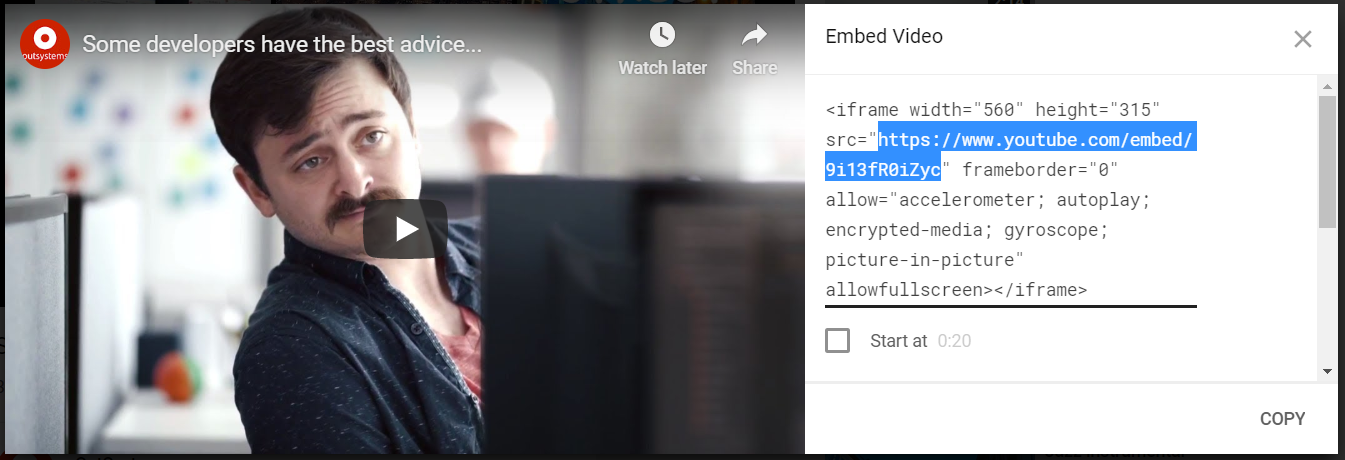 outsystems
Some developers have the best advice...
Watch later
Share
Embed Video
<iframe width="560" height="315"
src="https://www.youtube.com/embed/
9i13fR0iZyc" frameborder="0"
allow="accelerometer; autoplay;
encrypted-media; gyroscope;
picture-in-picture"
allowfullscreen></iframe>
Start at 0:20
COPY